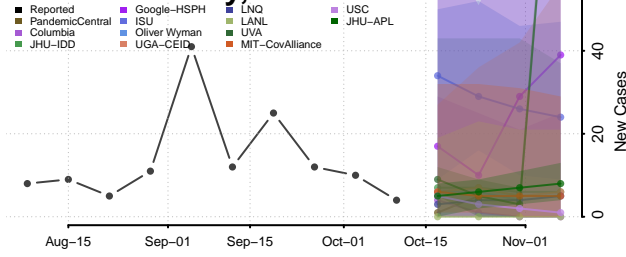 Reported Google–HSPH LNQ USC
PandemicCentral ISU LANL JHU–APL
Columbia Oliver Wyman UVA
JHU–IDD UGA–CEID MIT–CovAlliance
40
20
0
New Cases
Aug–15 Sep–01 Sep–15 Oct–01 Oct–15 Nov–01